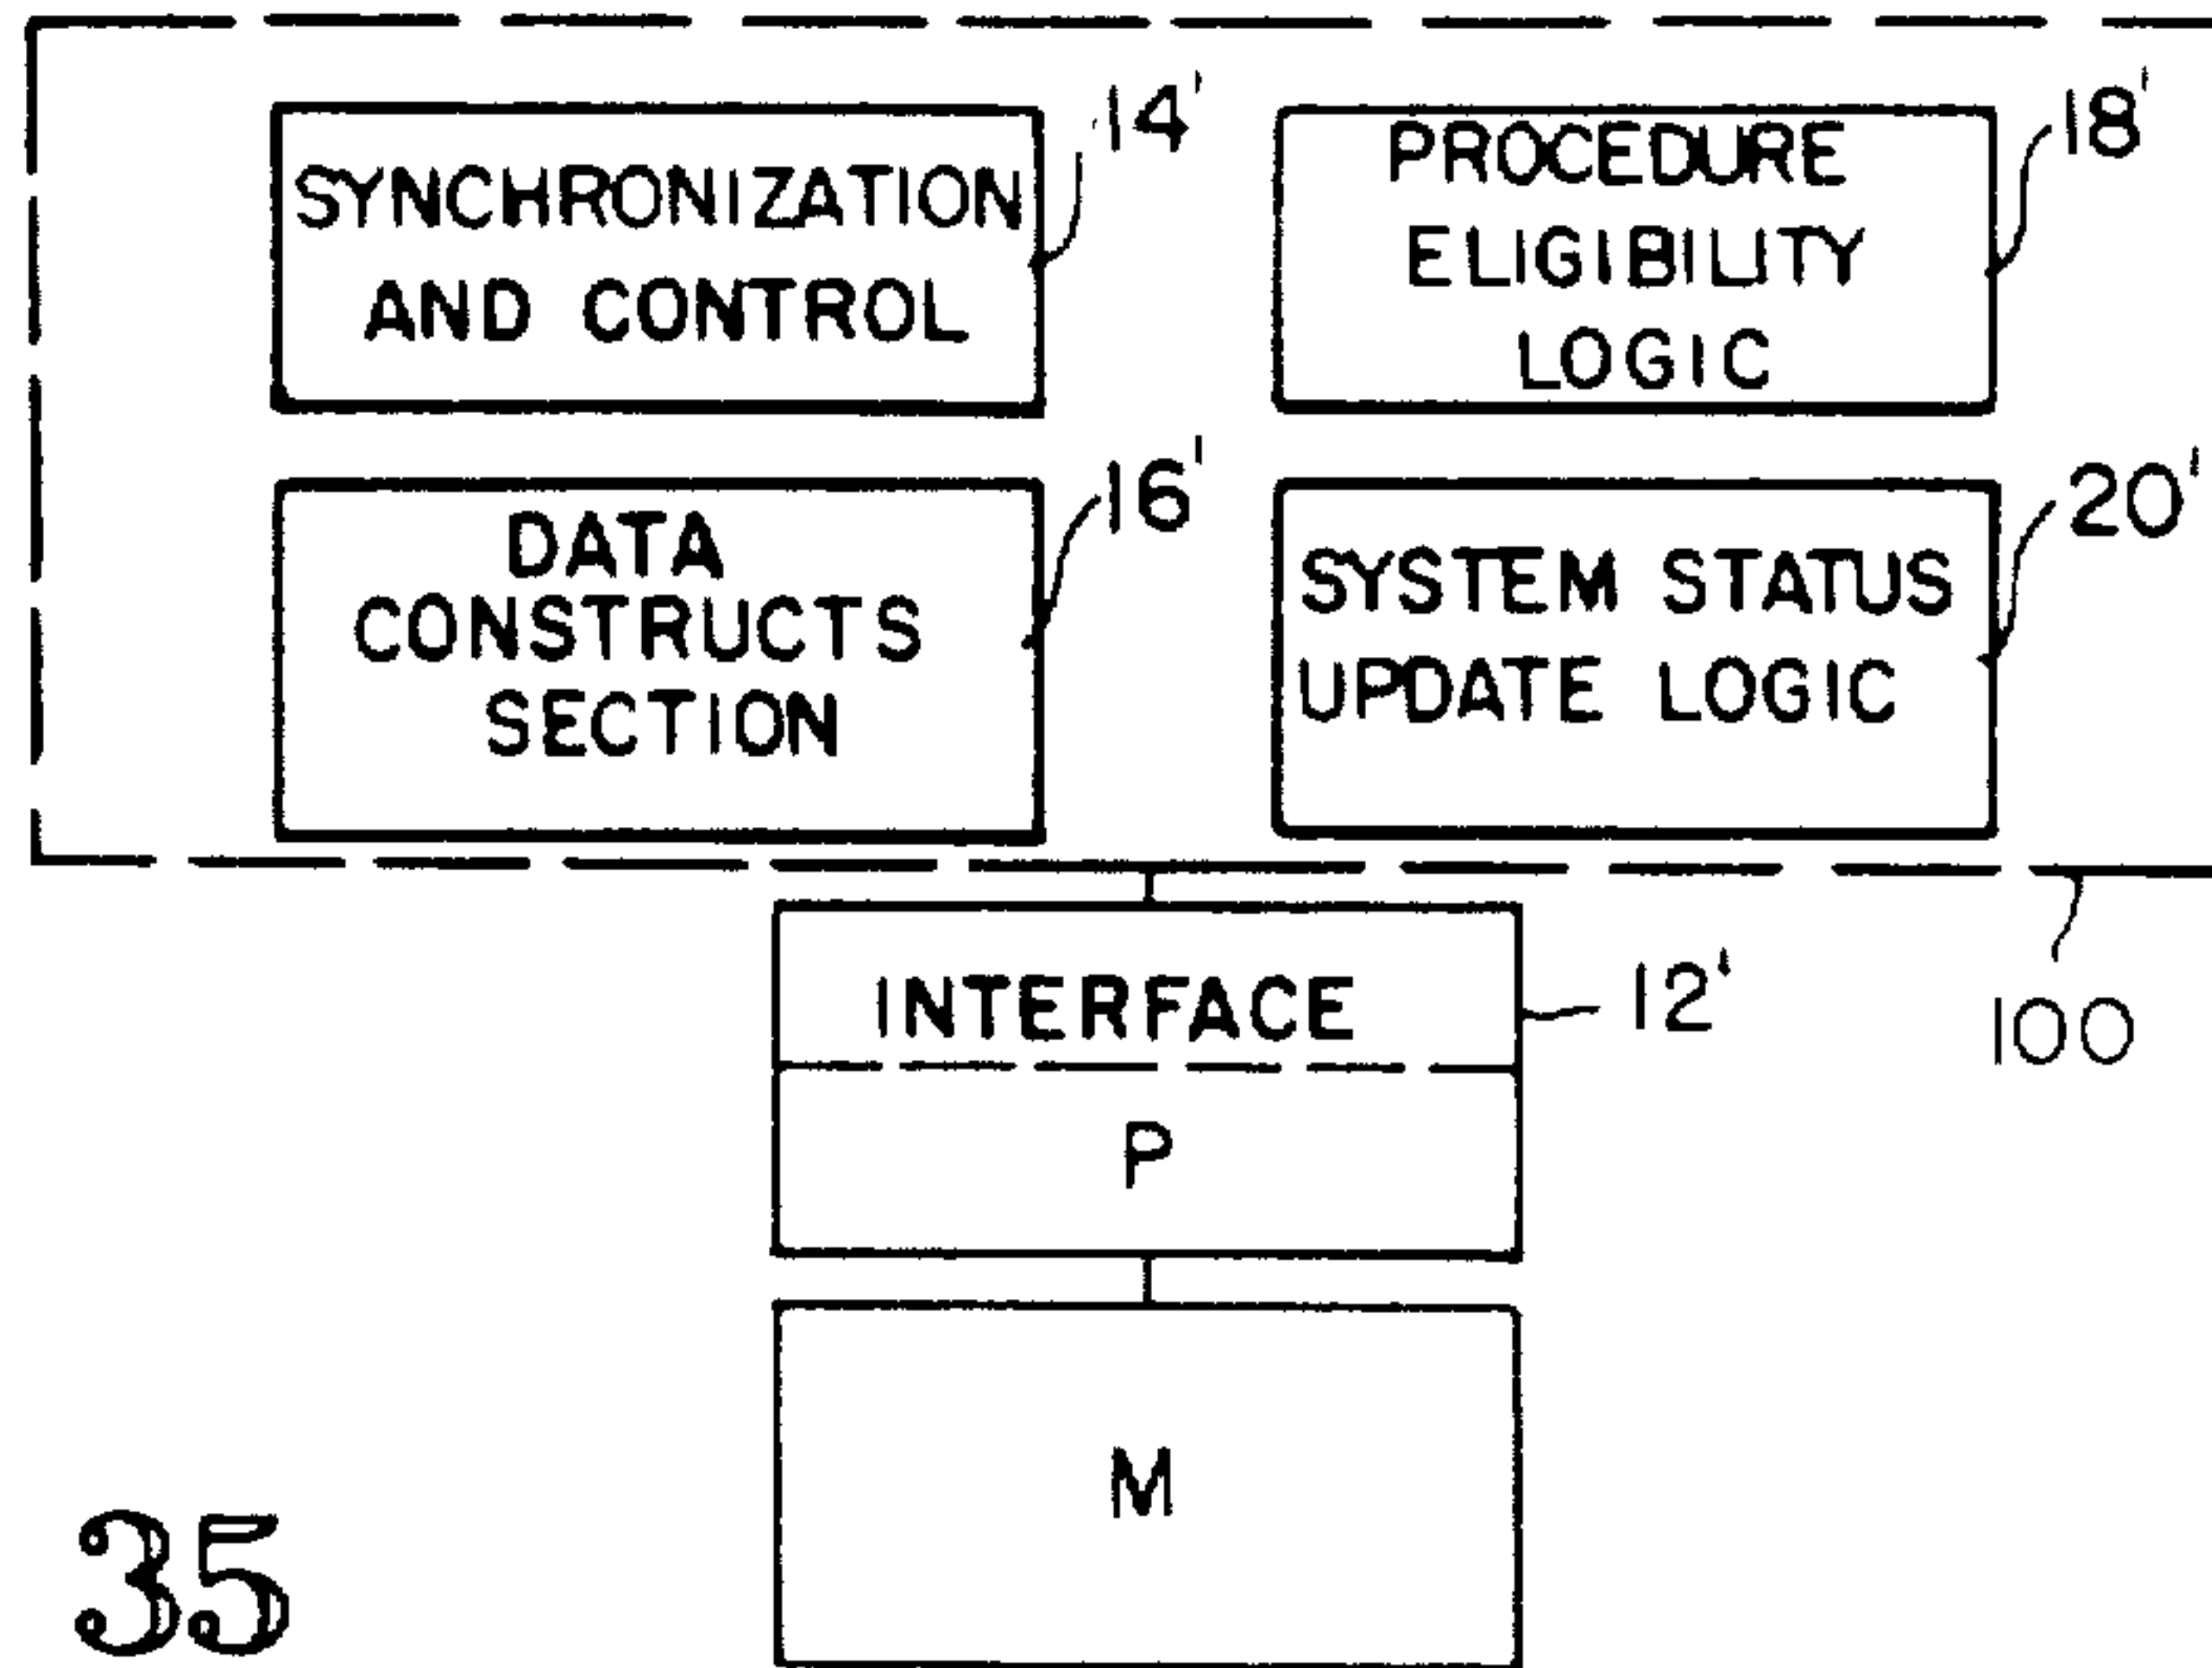 14'
SYNCHRONIZATION
AND CONTROL
18'
PROCEDURE
ELIGIBILITY
LOGIC
16'
DATA
CONSTRUCTS
SECTION
20'
SYSTEM STATUS
UPDATE LOGIC
INTERFACE
12'
100
P
M
35